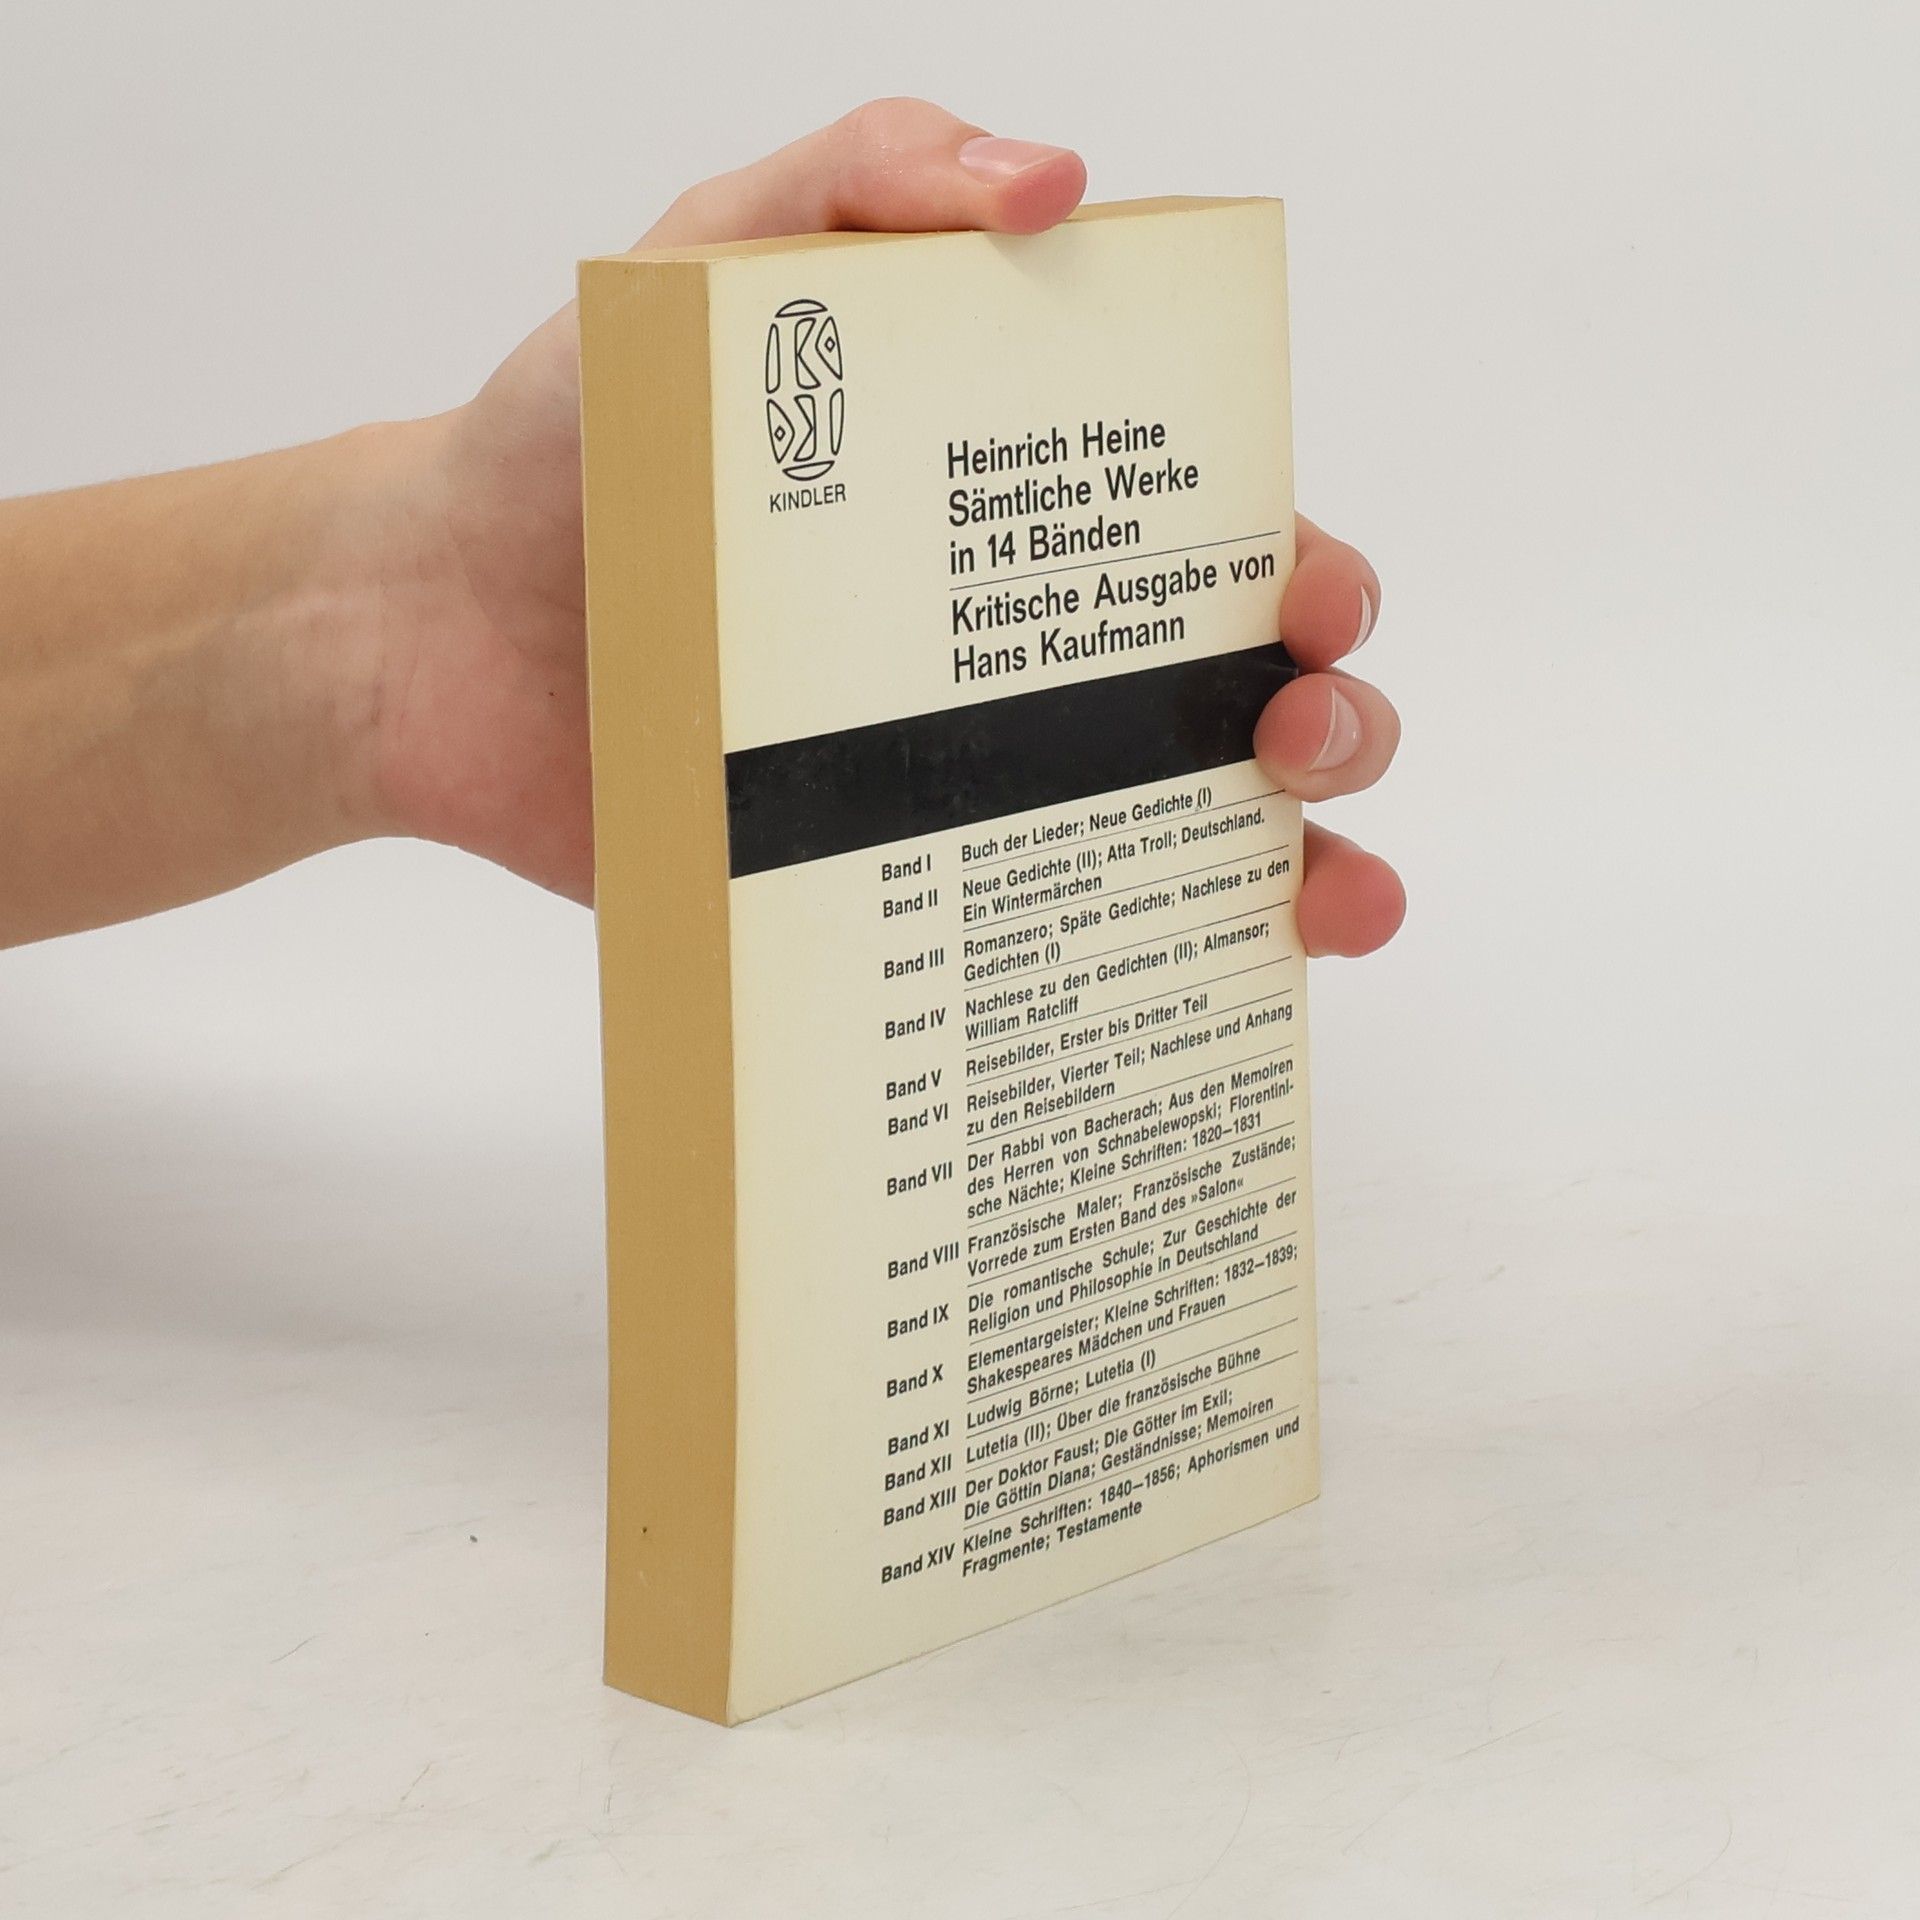 KINDLER
Heinrich Heine
Sämtliche Werke
in 14 Bänden
Kritische Ausgabe von
Hans Kaufmann
Band I Buch der Lieder; Neue Gedichte (I)
Band II Neue Gedichte (II); Atta Troll; Deutschland.
Ein Wintermärchen
Band III Romanzero; Späte Gedichte; Nachlese zu den
Gedichten (I)
Band IV Nachlese zu den Gedichten (II); Almansor;
William Ratcliff
Band V Reisebilder, Erster bis Dritter Teil
Band VI Reisebilder, Vierter Teil; Nachlese und Anhang
zu den Reisebildern
Band VII Der Rabbi von Bacherach; Aus den Memoiren
des Herren von Schnabelewopski; Florentini-
sche Nächte; Kleine Schriften: 1820–1831
Band VIII Französische Maler; Französische Zustände;
Vorrede zum Ersten Band des »Salon«
Band IX Die romantische Schule; Zur Geschichte der
Religion und Philosophie in Deutschland
Band X Elementargeister; Kleine Schriften: 1832–1839;
Shakespeares Mädchen und Frauen
Band XI Ludwig Börne; Lutetia (I)
Band XII Lutetia (II); Über die französische Bühne
Band XIII Der Doktor Faust; Die Götter im Exil;
Die Göttin Diana; Geständnisse; Memoiren
Band XIV Kleine Schriften: 1840–1856; Aphorismen und
Fragmente; Testamente